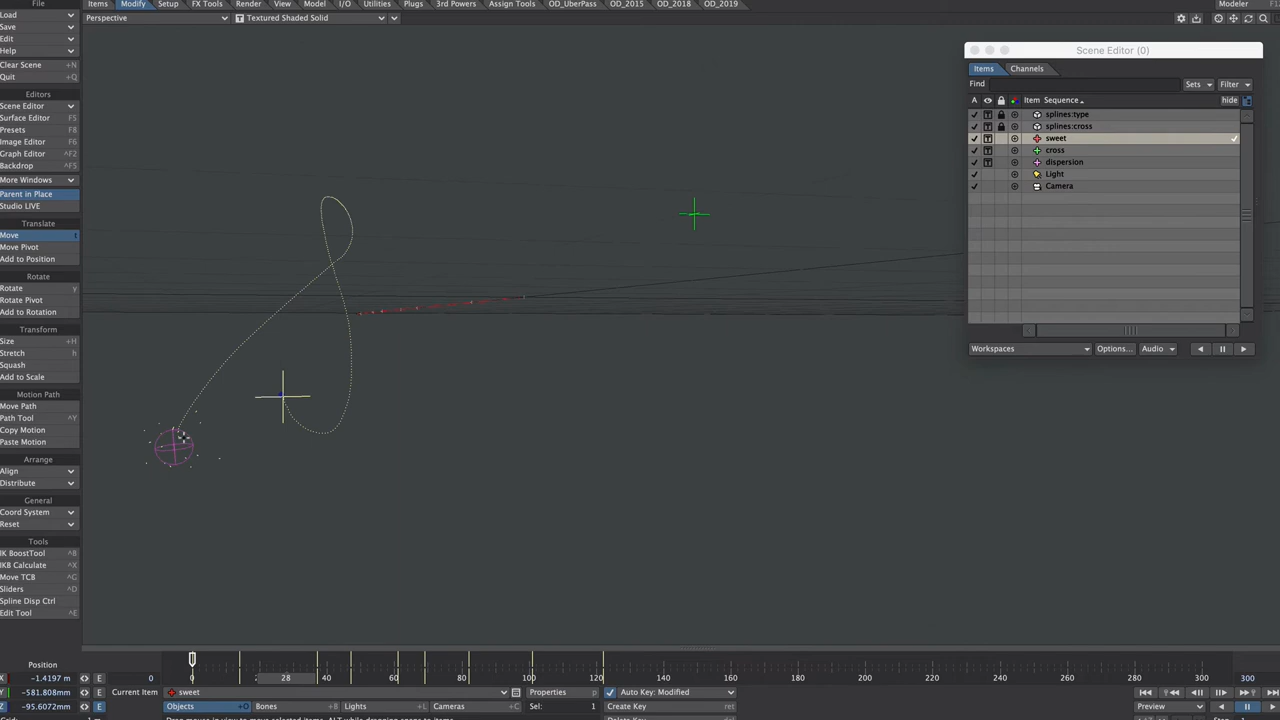 File Items Modify Setup FX Tools Render View Model I/O Utilities Plugs 3rd Powers Assign Tools OD_UberPass OD_2015 OD_2018 OD_2019 Modeler
Load
Perspective Textured Shaded Solid
Save
Edit
Help
Clear Scene +N
Quit +Q
Editors
Scene Editor
Surface Editor F5
Presets F8
Image Editor F6
Graph Editor ^F2
Backdrop ^F5
More Windows
Parent in Place
Studio LIVE
Translate
Move t
Move Pivot
Add to Position
Rotate
Rotate y
Rotate Pivot
Add to Rotation
Transform
Size +H
Stretch h
Squash
Add to Scale
Motion Path
Move Path
Path Tool ^Y
Copy Motion
Paste Motion
Arrange
Align
Distribute
General
Coord System
Reset
Tools
IK BoostTool ^B
IKB Calculate ^X
Move TCB ^G
Sliders ^D
Spline Disp Ctrl
Edit Tool ^E
Scene Editor (0)
Items Channels
Find Sets Filter
A Item Sequence hide
splines:type
splines:cross
sweet
cross
dispersion
Light
Camera
Workspaces Options... Audio
Position
X -1.4197 m 0 28 40 60 80 100 120 140 160 180 200 220 240 260 280 300 300
Y -581.808mm Current Item sweet Properties p Auto Key: Modified
Z -95.6072mm Objects +O Bones +B Lights +L Cameras +C Sel: 1 Create Key Preview